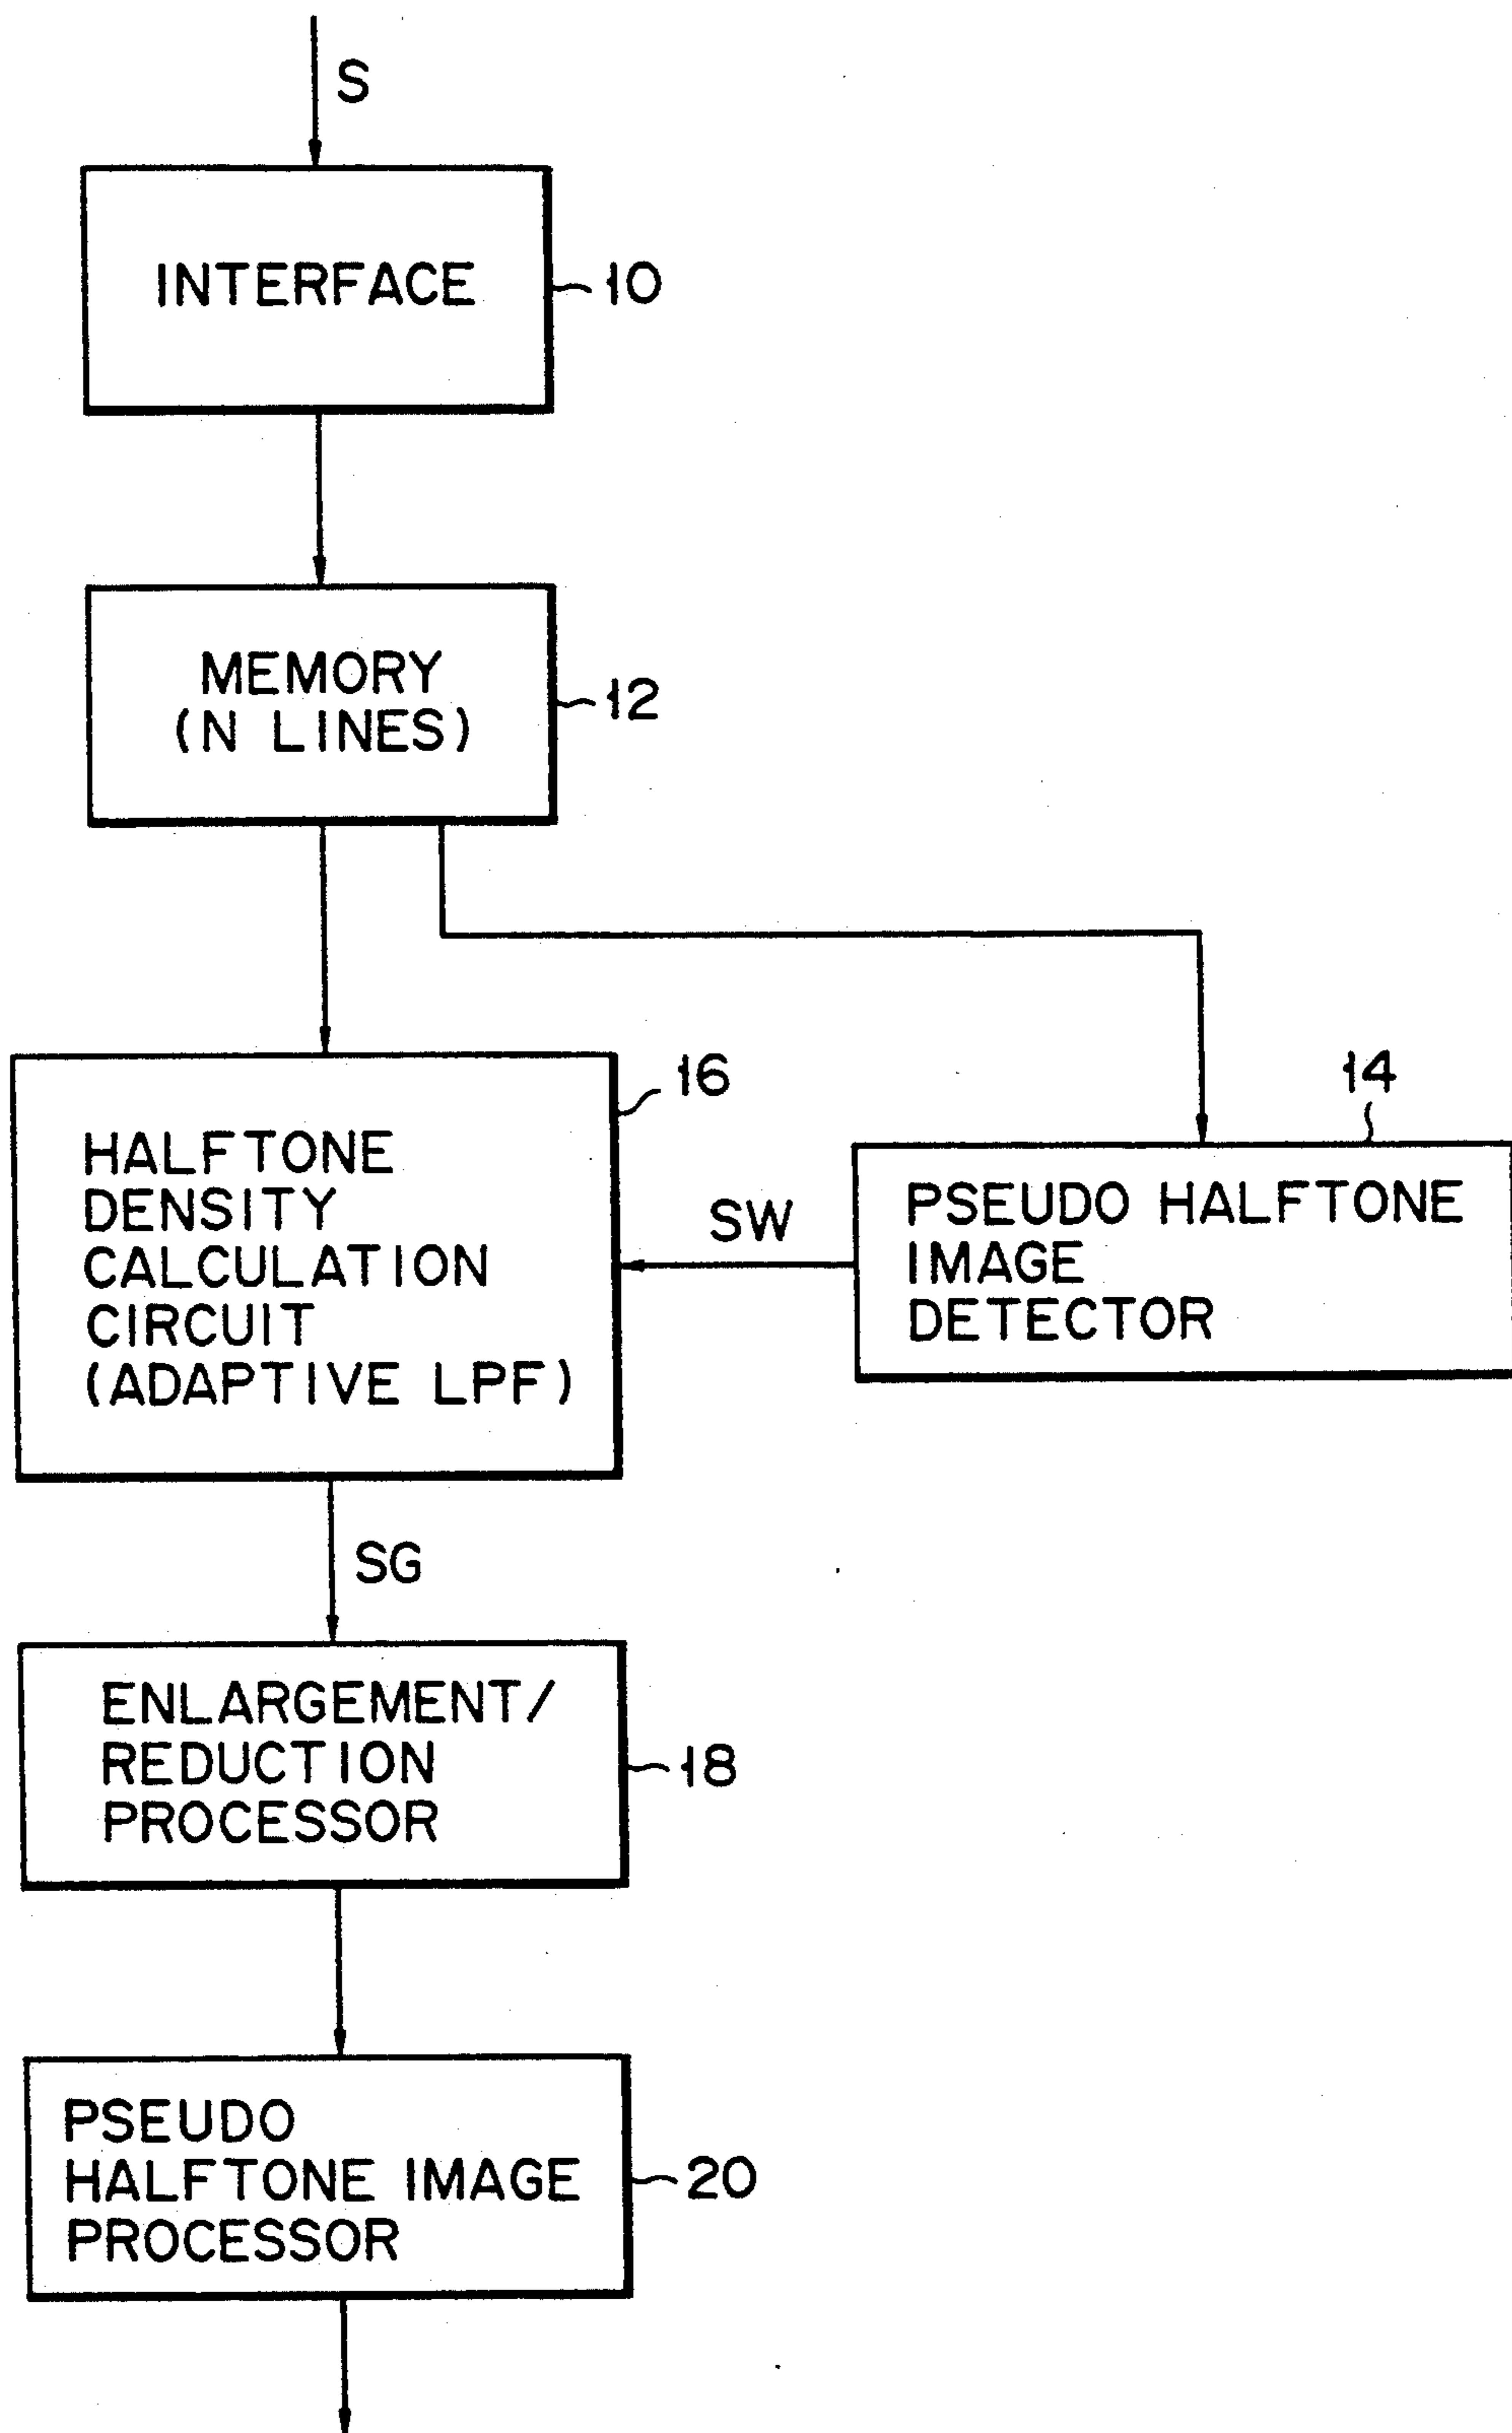 S
INTERFACE
10
MEMORY
(N LINES)
12
16
HALFTONE
DENSITY
CALCULATION
CIRCUIT
(ADAPTIVE LPF)
SW
14
PSEUDO HALFTONE
IMAGE
DETECTOR
SG
ENLARGEMENT/
REDUCTION
PROCESSOR
18
PSEUDO
HALFTONE IMAGE
PROCESSOR
20